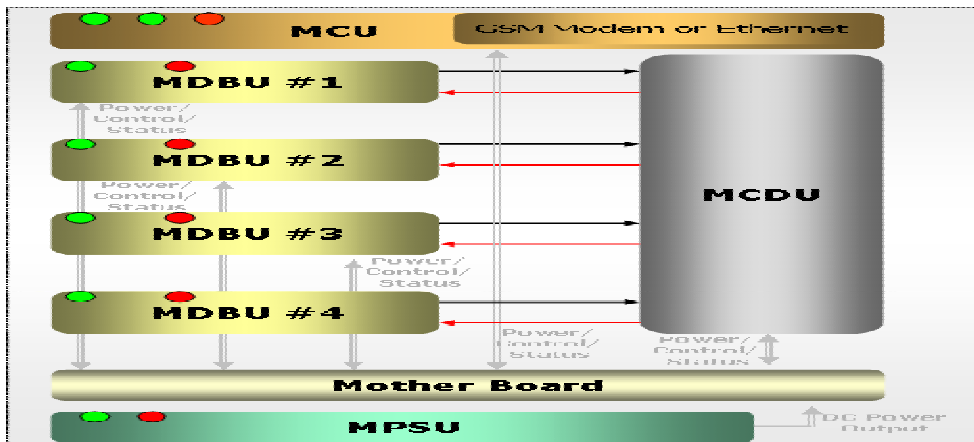 MCU
GSM Modem or Ethernet
MDBU #1
Power/
Control/
Status
MDBU #2
Power/
Control/
Status
MCDU
MDBU #3
Power/
Control/
Status
MDBU #4
Power/
Control/
Status
Power/
Control/
Status
Mother Board
MPSU
DC Power
Output